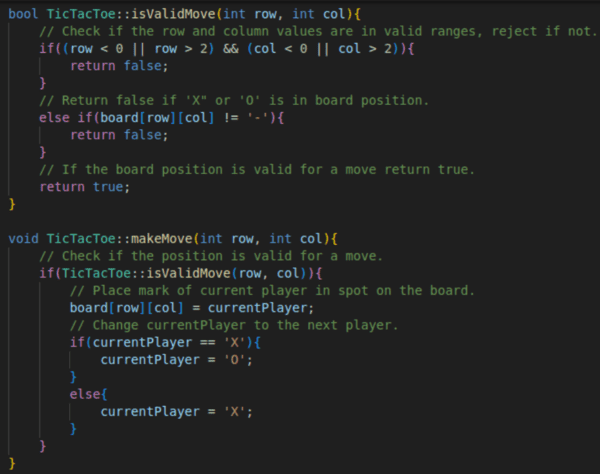 bool TicTacToe::isValidMove(int row, int col){
    // Check if the row and column values are in valid ranges, reject if not.
    if((row < 0 || row > 2) && (col < 0 || col > 2)){
        return false;
    }
    // Return false if 'X" or 'O' is in board position.
    else if(board[row][col] != '-'){
        return false;
    }
    // If the board position is valid for a move return true.
    return true;
}

void TicTacToe::makeMove(int row, int col){
    // Check if the position is valid for a move.
    if(TicTacToe::isValidMove(row, col)){
        // Place mark of current player in spot on the board.
        board[row][col] = currentPlayer;
        // Change currentPlayer to the next player.
        if(currentPlayer == 'X'){
            currentPlayer = 'O';
        }
        else{
            currentPlayer = 'X';
        }
    }
}